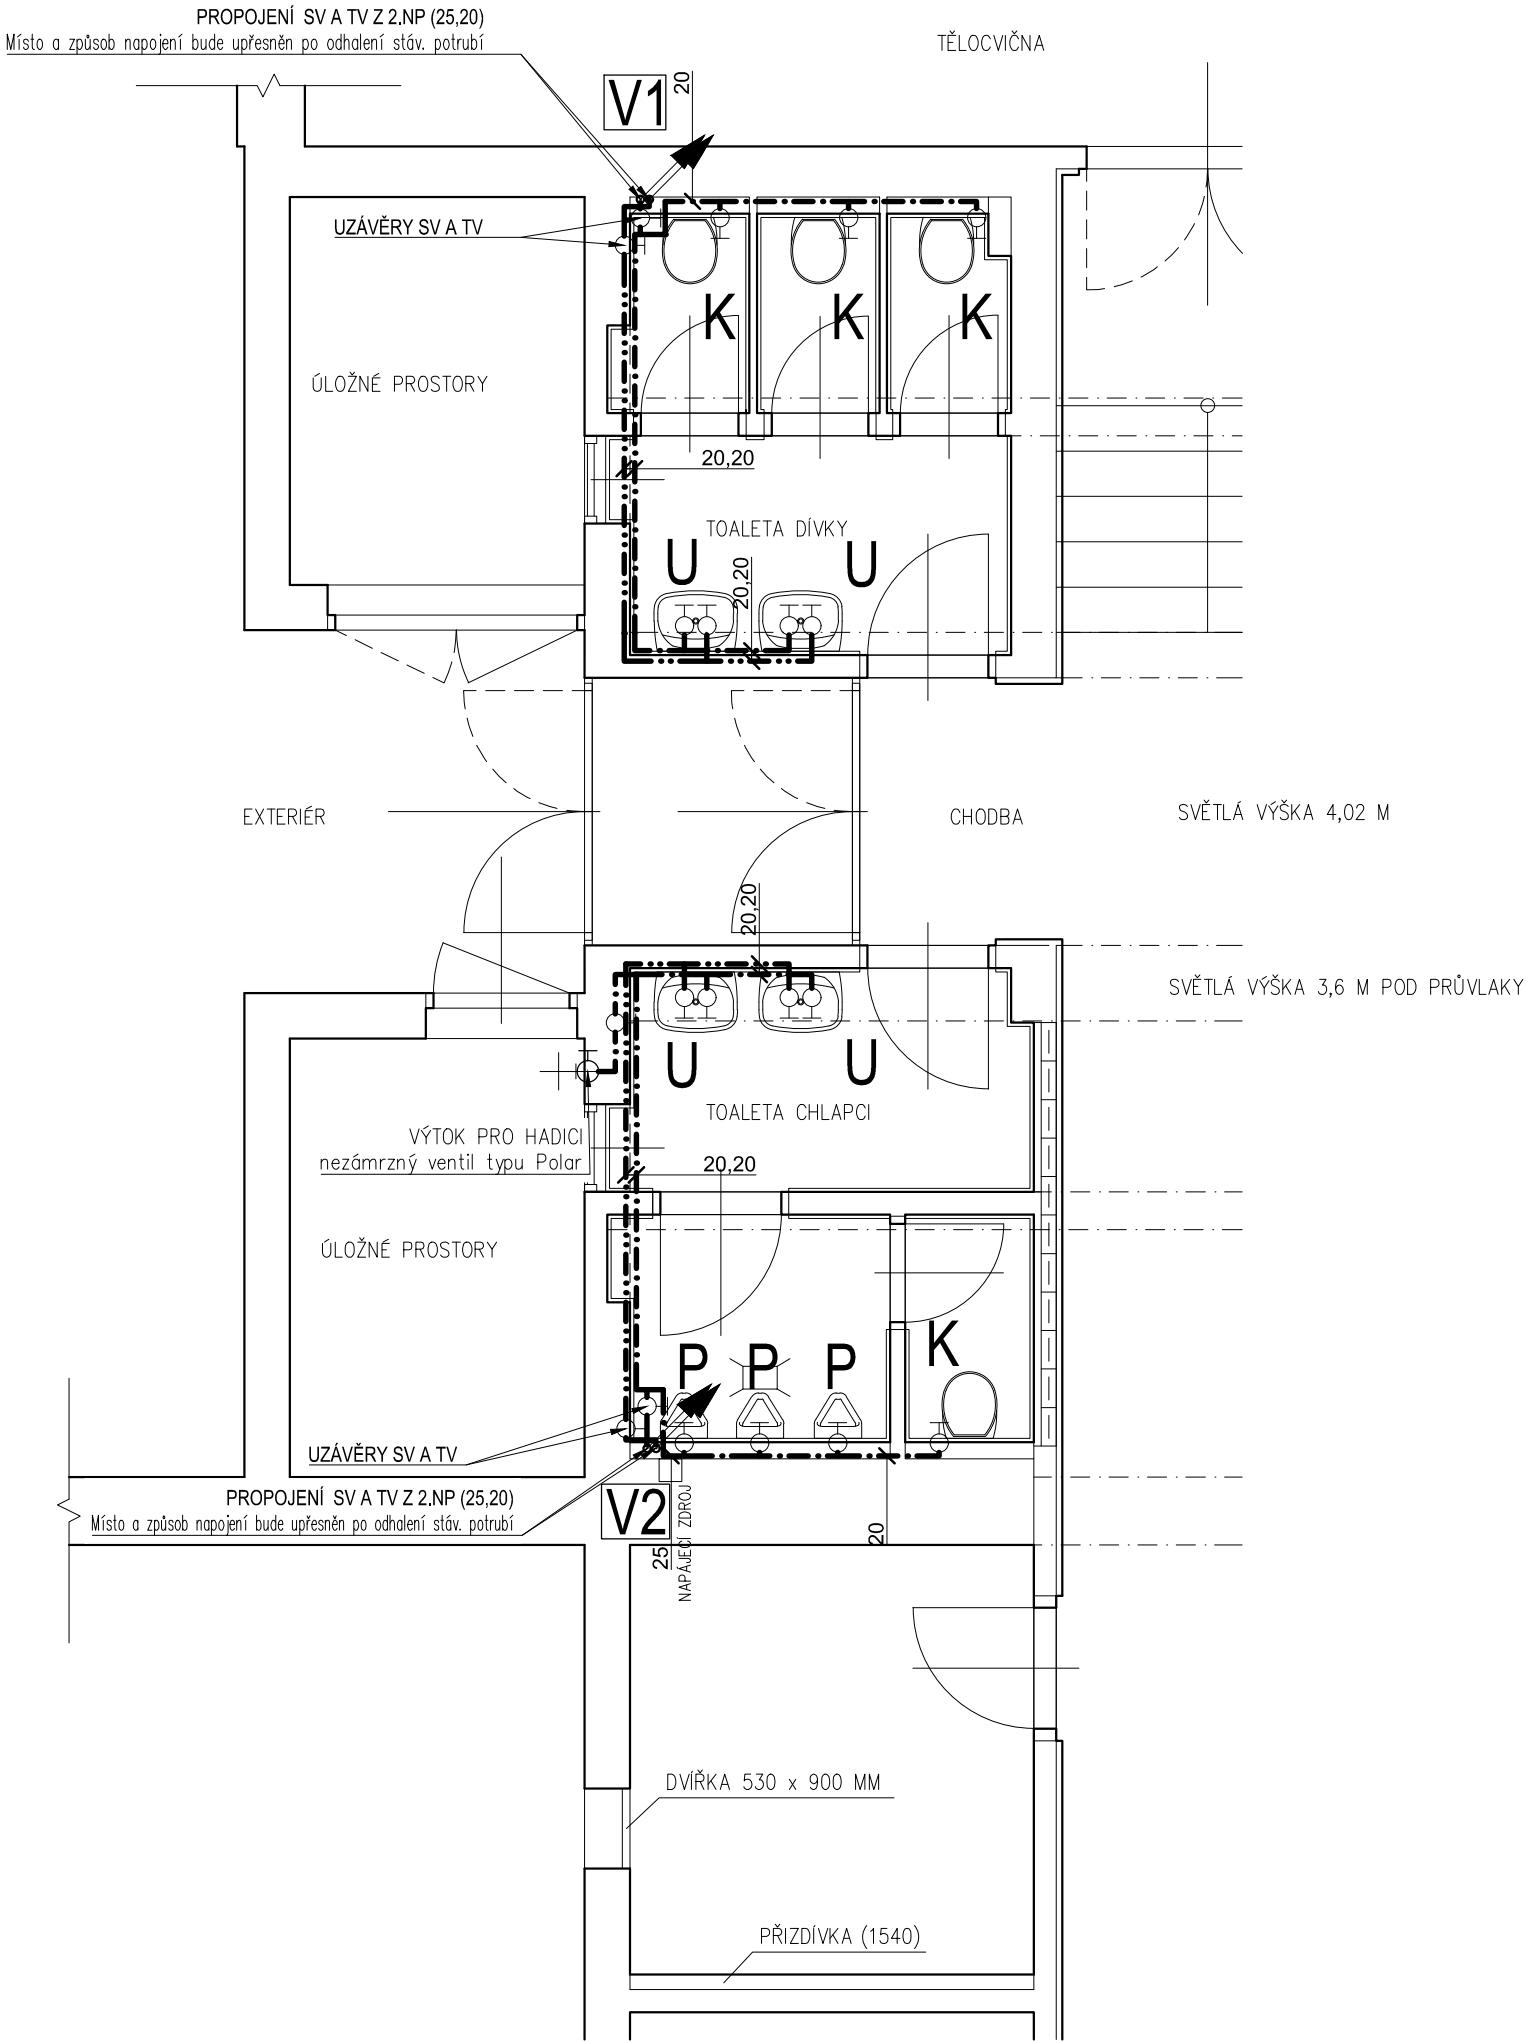 PROPOJENÍ SV A TV Z 2.NP (25,20)
Místo a způsob napojení bude upřesněn po odhalení stáv. potrubí
TĚLOCVIČNA
V1
20
UZÁVĚRY SV A TV
K
K
K
ÚLOŽNÉ PROSTORY
20,20
TOALETA DÍVKY
U
U
20,20
EXTERIÉR
CHODBA
SVĚTLÁ VÝŠKA 4,02 M
20,20
SVĚTLÁ VÝŠKA 3,6 M POD PRŮVLAKY
U
U
TOALETA CHLAPCI
VÝTOK PRO HADICI
nezámrzný ventil typu Polar
20,20
ÚLOŽNÉ PROSTORY
K
P
P
P
UZÁVĚRY SV A TV
PROPOJENÍ SV A TV Z 2.NP (25,20)
Místo a způsob napojení bude upřesněn po odhalení stáv. potrubí
V2
25
NAPÁJECÍ ZDROJ
20
DVÍŘKA 530 x 900 MM
PŘIZDÍVKA (1540)